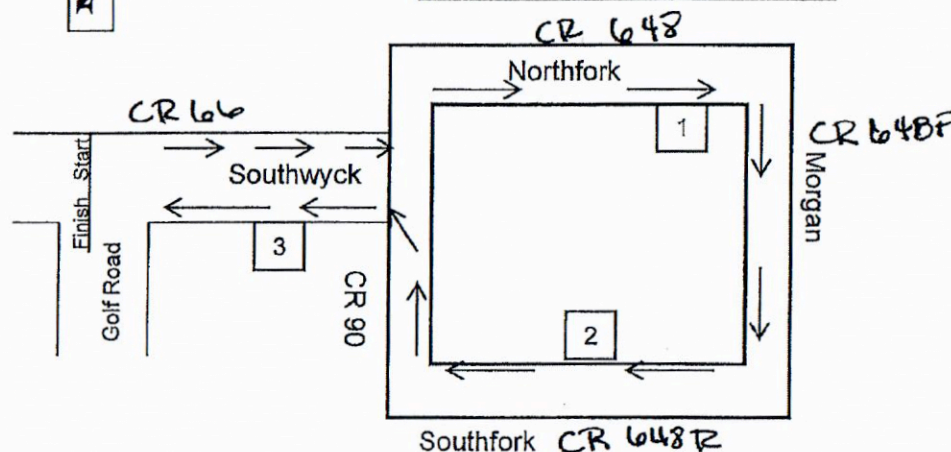 CR 648
Northfork
CR 66
1
CR 648F
Start
Southwyck
Morgan
Finish
3
Golf Road
CR 90
2
Southfork CR 648R